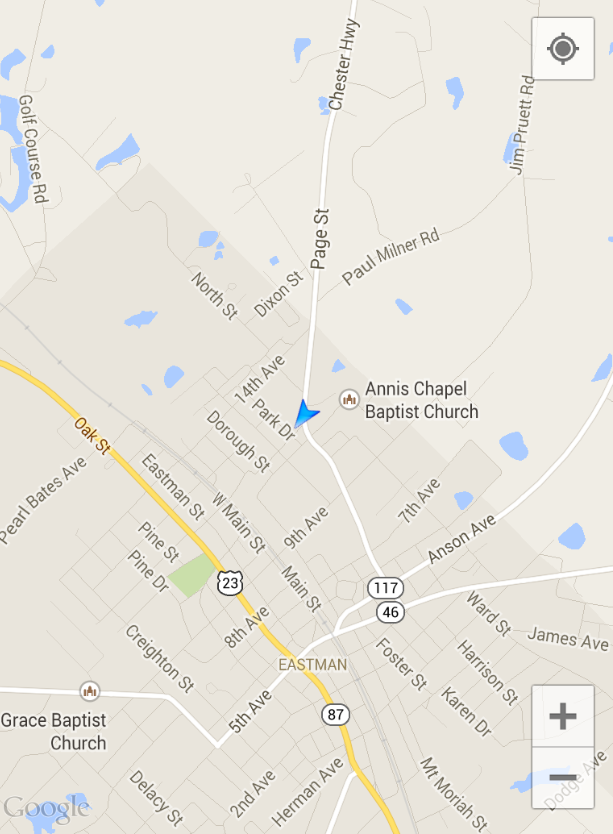 Chester Hwy
Golf Course Rd
Jim Pruett Rd
Page St
Paul Milner Rd
North St
Dixon St
14th Ave
Annis Chapel
Baptist Church
Park Dr
Dorough St
Oak St
Pearl Bates Ave
Eastman St
W Main St
9th Ave
7th Ave
Anson Ave
Pine St
Pine Dr
23
Main St
117
46
8th Ave
Ward St
James Ave
Creighton St
EASTMAN
Foster St
Harrison St
Karen Dr
5th Ave
87
Grace Baptist
Church
Mt Moriah St
Delacy St
2nd Ave
Herman Ave
Dodge Ave
Google